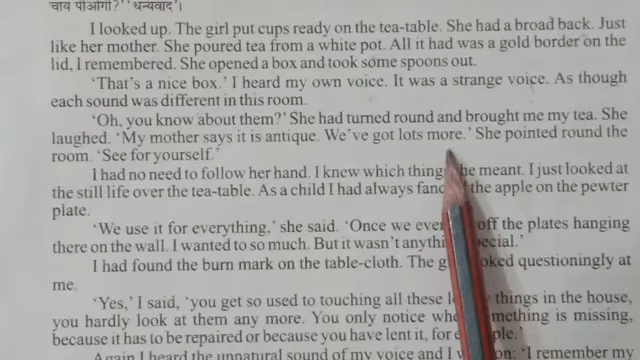 चाय पीओगी?' 'धन्यवाद'।
I looked up. The girl put cups ready on the tea-table. She had a broad back. Just
like her mother. She poured tea from a white pot. All it had was a gold border on the
lid, I remembered. She opened a box and took some spoons out.
'That's a nice box.' I heard my own voice. It was a strange voice. As though
each sound was different in this room.
'Oh, you know about them?' She had turned round and brought me my tea. She
laughed. 'My mother says it is antique. We've got lots more.' She pointed round the
room. 'See for yourself.'
I had no need to follow her hand. I knew which things she meant. I just looked at
the still life over the tea-table. As a child I had always the apple on the pewter
plate.
'We use it for everything,' she said. 'Once we off the plates hanging
there on the wall. I wanted to so much. But it wasn't
I had found the burn mark on the table-cloth. The questioningly at
me.
'Yes,' I said, 'you get so used to touching all these things in the house,
you hardly look at them any more. You only notice something is missing,
because it has to be repaired or because you have lent it, for
Again I heard the unnatural sound of my voice and I 'I remember my